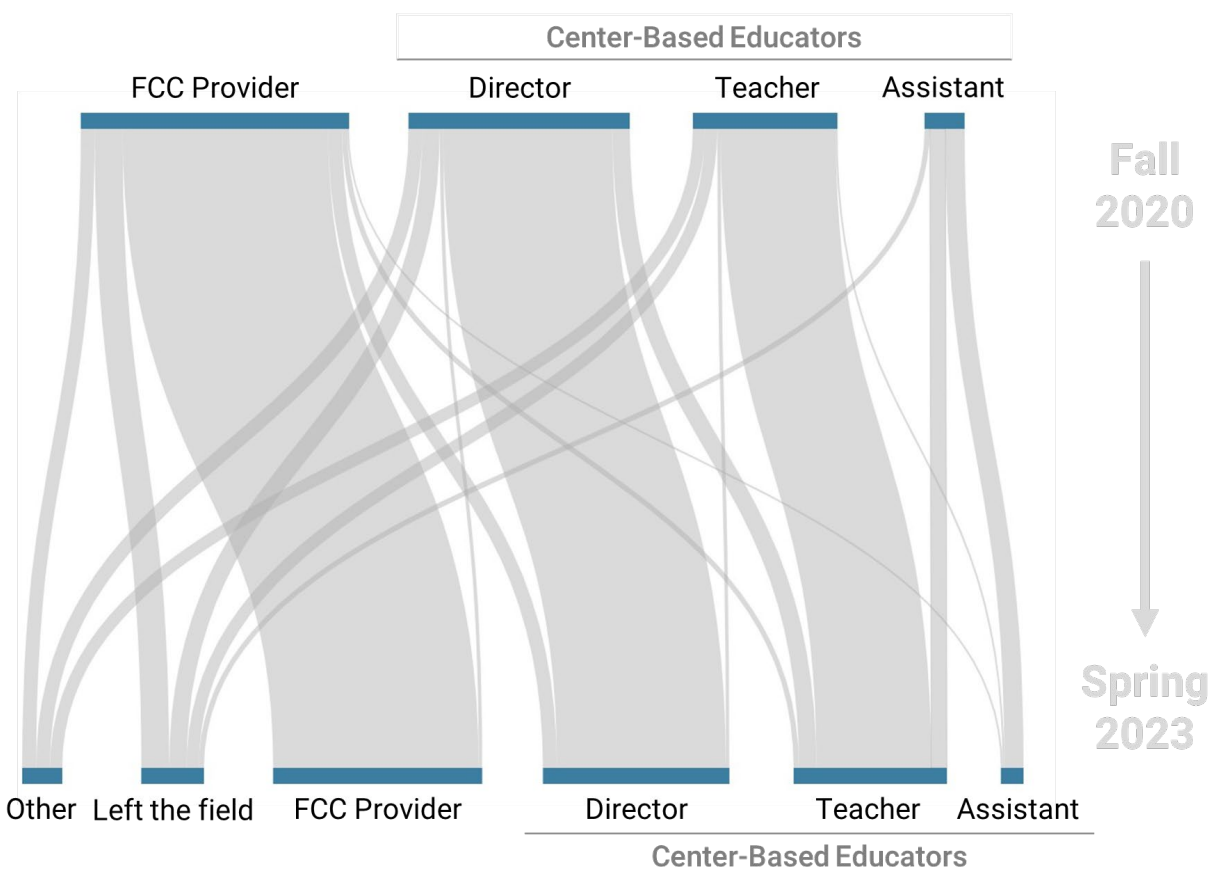 Center-Based Educators
FCC Provider Director Teacher Assistant
Fall
2020
Spring
2023
Other Left the field FCC Provider Director Teacher Assistant
Center-Based Educators